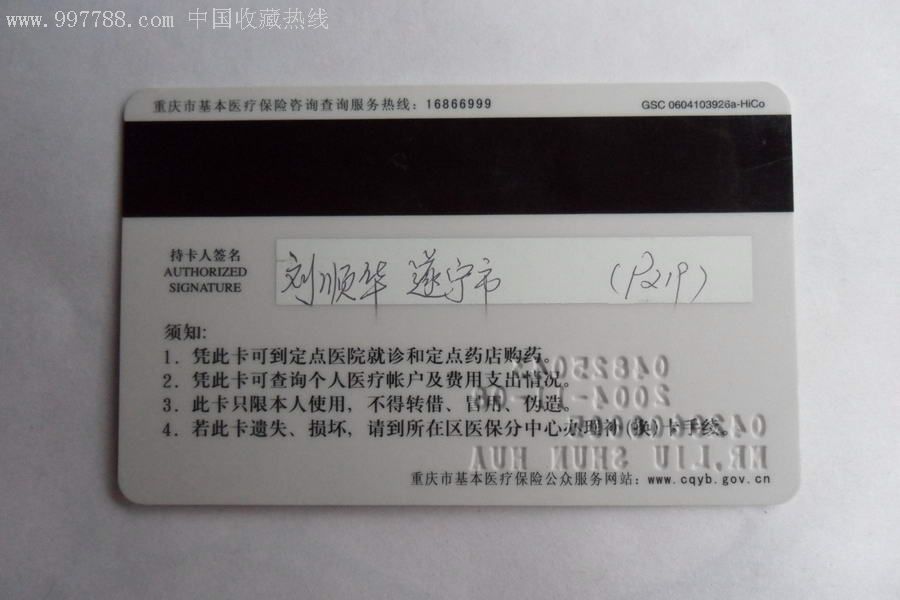 www.997788.com 中国收藏热线
重庆市基本医疗保险咨询查询服务热线：16866999 GSC 0604103926a-HiCo
持卡人签名
AUTHORIZED
SIGNATURE
刘顺华 遂宁市
须知:
1．凭此卡可到定点医院就诊和定点药店购药。
2．凭此卡可查询个人医疗帐户及费用支出情况。
3．此卡只限本人使用，不得转借、冒用、伪造。
4．若此卡遗失、损坏，请到所在区医保分中心办理补(换)卡手续。
MR.LIU SHUN HUA
重庆市基本医疗保险公众服务网站：www.cqyb.gov.cn